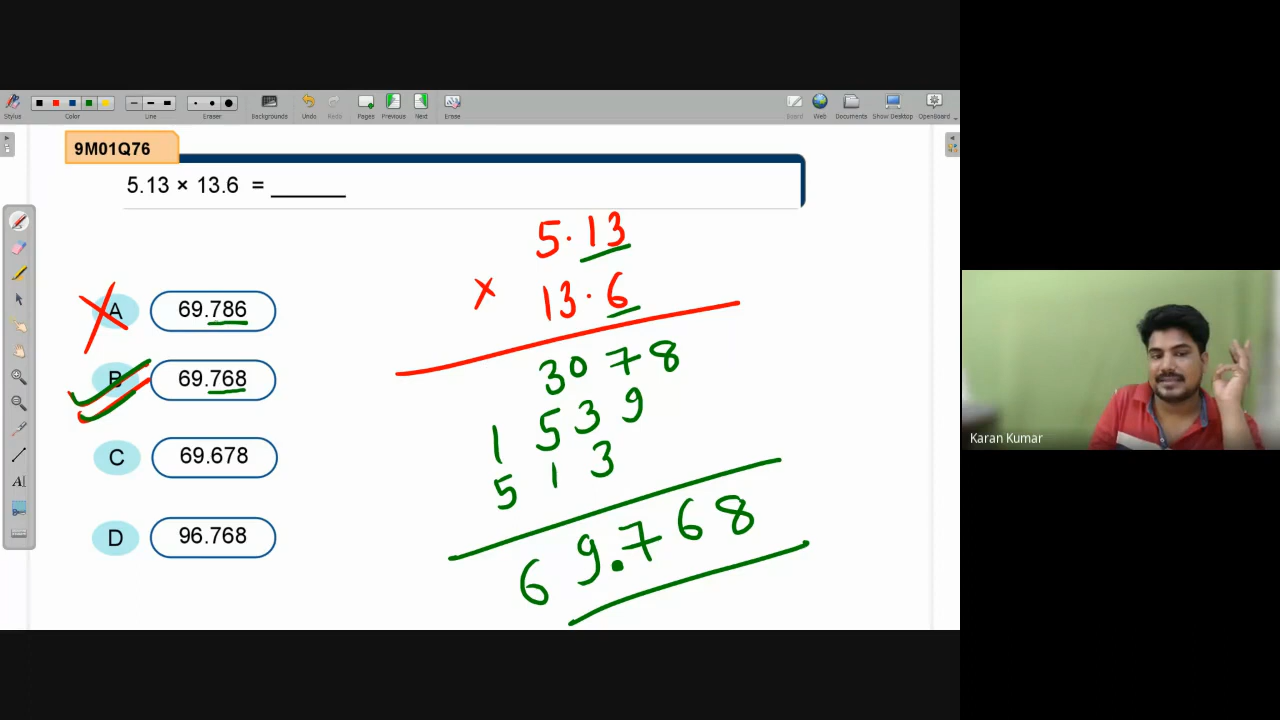 Stylus Color Line Eraser Backgrounds Undo Redo Pages Previous Next Erase Board Web Documents Show Desktop OpenBoard
9M01Q76
5.13 × 13.6 = ______
5.13
× 13.6
3078
1539
513
69.768
A 69.786
B 69.768
C 69.678
D 96.768
AI
Karan Kumar